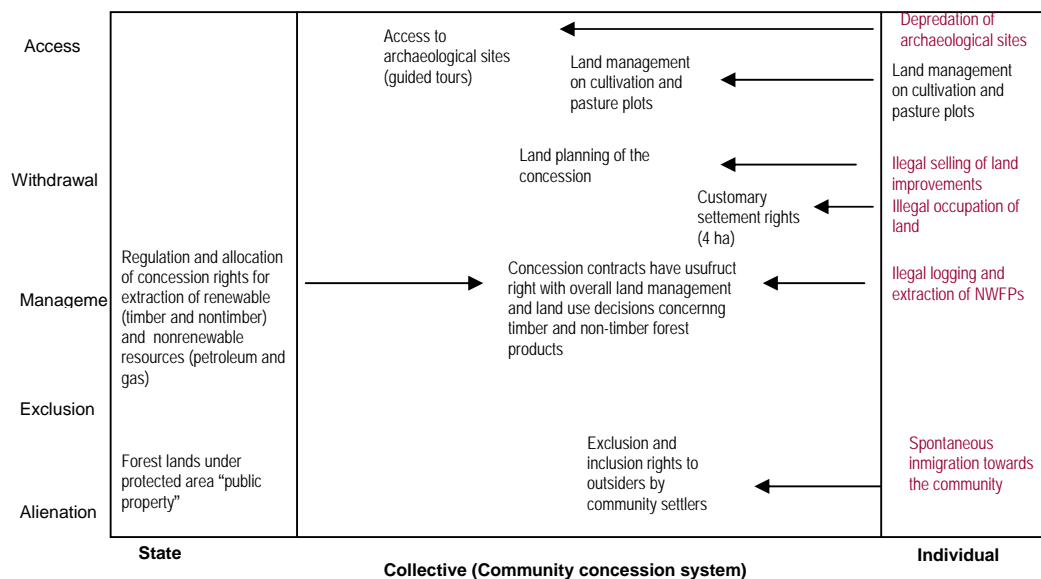 Access
Withdrawal
Manageme
Exclusion
Alienation
Regulation and allocation
of concession rights for
extraction of renewable
(timber and nontimber)
and nonrenewable
resources (petroleum and
gas)
Forest lands under
protected area “public
property”
State
Access to
archaeological sites
(guided tours)
Land management
on cultivation and
pasture plots
Land planning of the
concession
Customary
settement rights
(4 ha)
Concession contracts have usufruct
right with overall land management
and land use decisions concerng
timber and non-timber forest
products
Exclusion and
inclusion rights to
outsiders by
community settlers
Collective (Community concession system)
Depredation of
archaeological sites
Land management
on cultivation and
pasture plots
Ilegal selling of land
improvements
Illegal occupation of
land
Ilegal logging and
extraction of NWFPs
Spontaneous
inmigration towards
the community
Individual